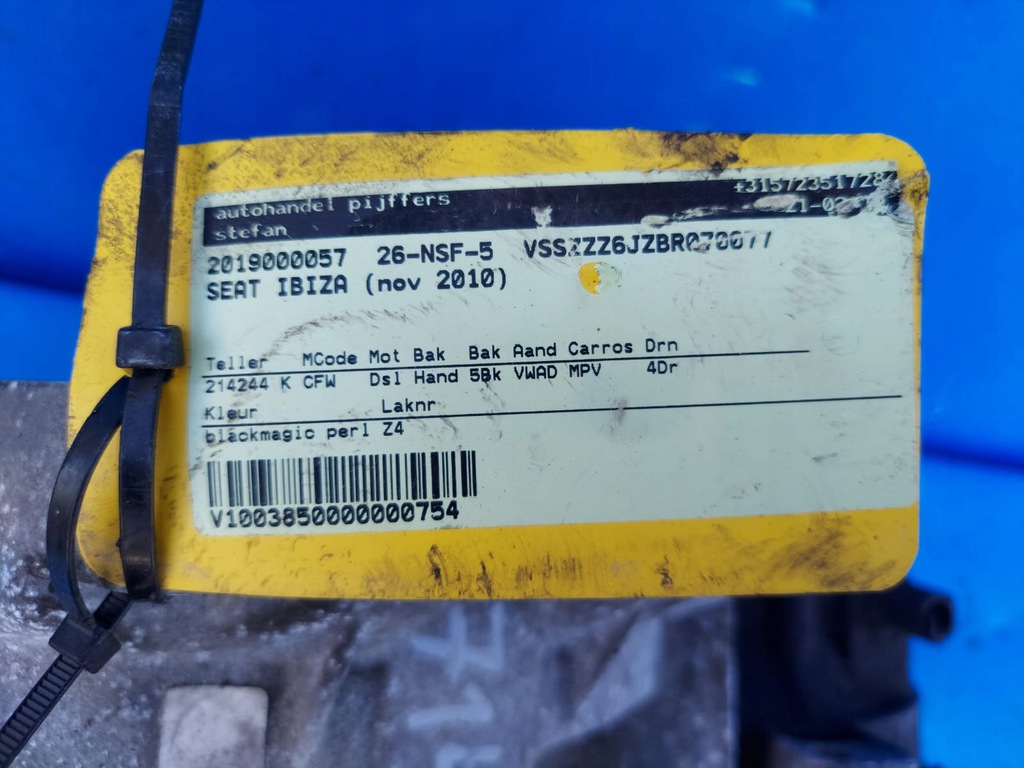 autohandel pijffers
stefan
2019000057 26-NSF-5
SEAT IBIZA (nov 2010)
Teller MCode Mot Bak Bak Aand Carros Drn
214244 K CFW Dsl Hand 5Bk VWAD MPV 4Dr
Kleur Laknr
blackmagic perl Z4
V1003850000000754